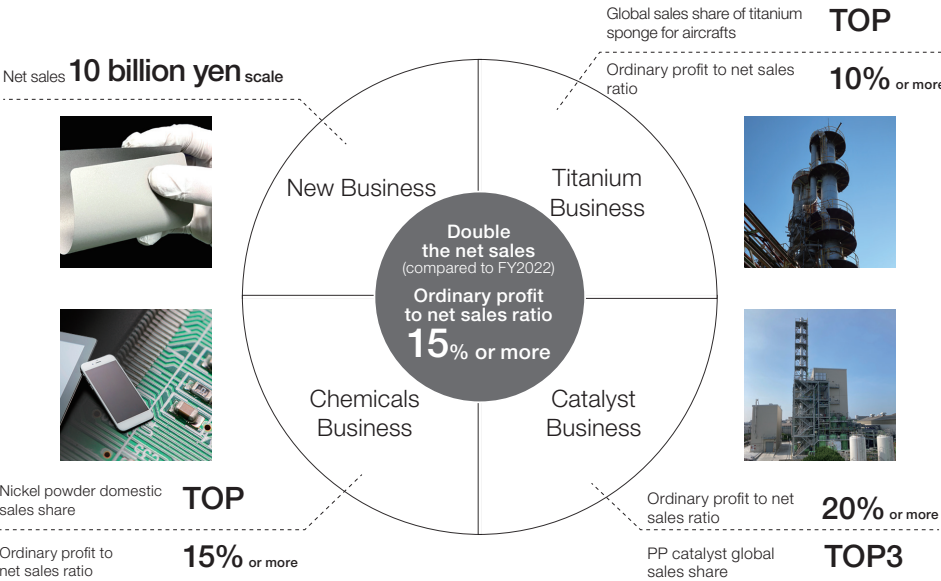 Global sales share of titanium
sponge for aircrafts
TOP
Ordinary profit to net sales
ratio
10% or more
Net sales 10 billion yen scale
New Business
Titanium
Business
Double
the net sales
(compared to FY2022)
Ordinary profit
to net sales ratio
15% or more
Chemicals
Business
Catalyst
Business
Nickel powder domestic
sales share
TOP
Ordinary profit to
net sales ratio
15% or more
Ordinary profit to net
sales ratio
20% or more
PP catalyst global
sales share
TOP3